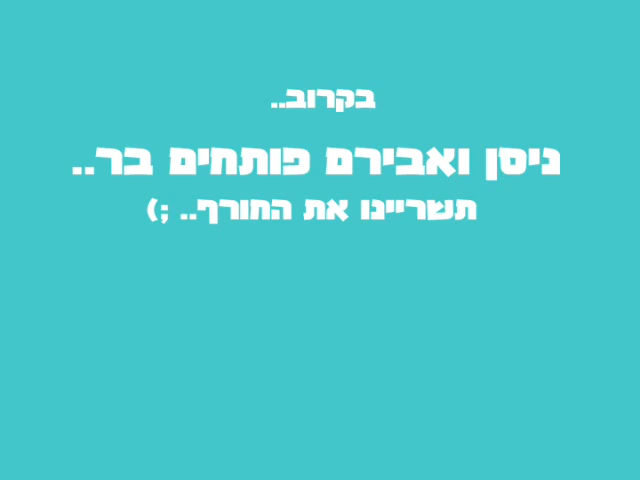 בקרוב..
ניסן ואבירם פותחים בר..
תשריינו את החורף.. ;)